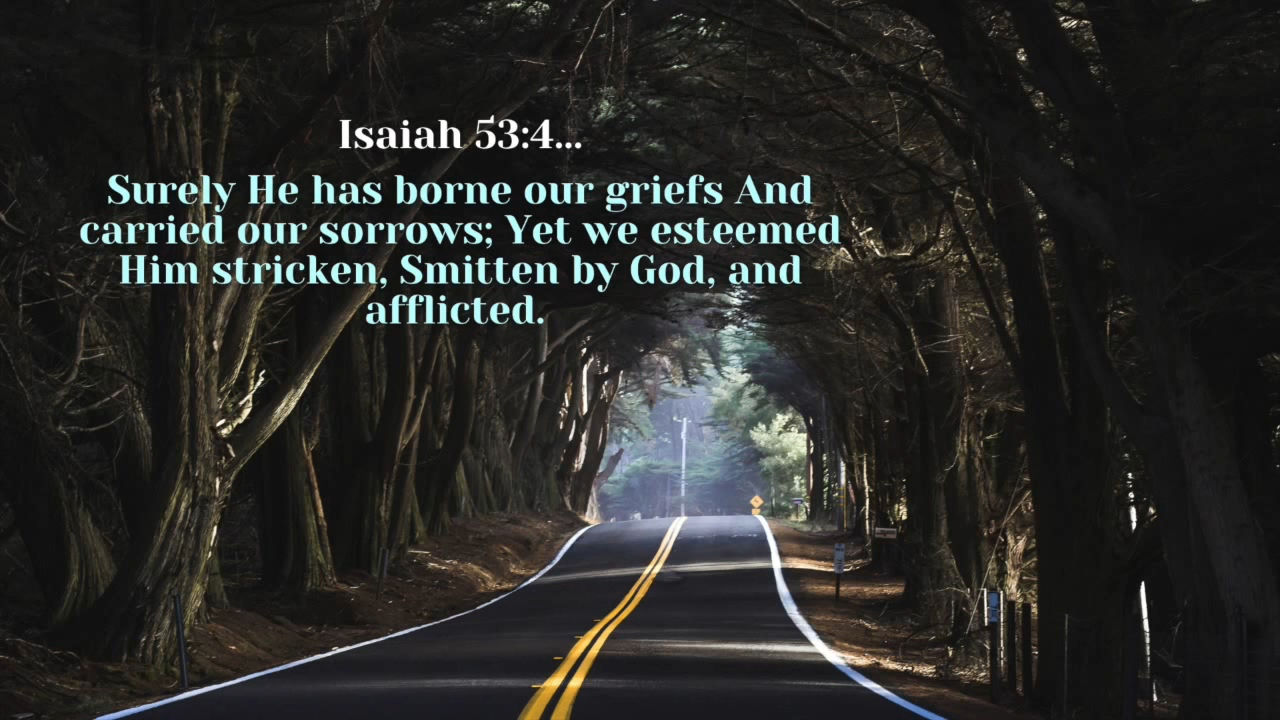 Isaiah 53:4...
Surely He has borne our griefs And
carried our sorrows; Yet we esteemed
Him stricken, Smitten by God, and
afflicted.